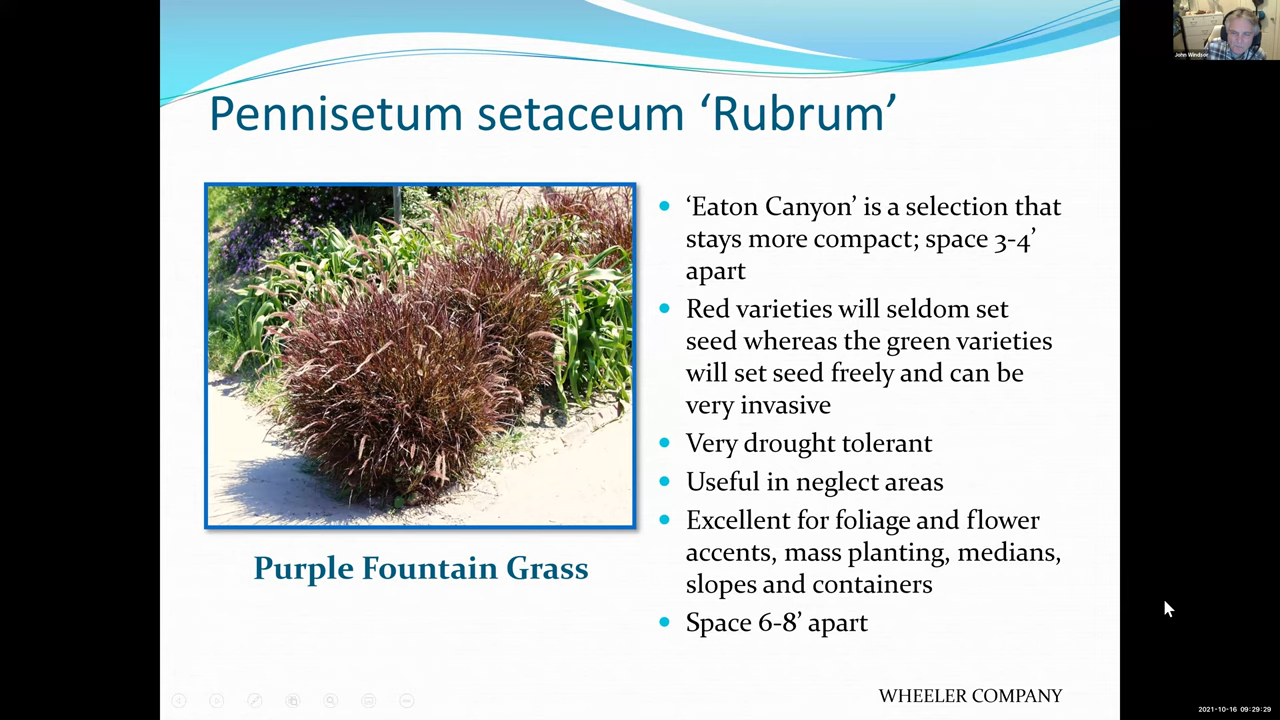 John Windsor
Pennisetum setaceum ‘Rubrum’
‘Eaton Canyon’ is a selection that
stays more compact; space 3-4’
apart
Red varieties will seldom set
seed whereas the green varieties
will set seed freely and can be
very invasive
Very drought tolerant
Useful in neglect areas
Excellent for foliage and flower
accents, mass planting, medians,
slopes and containers
Space 6-8’ apart
Purple Fountain Grass
WHEELER COMPANY
2021-10-16 09:29:29